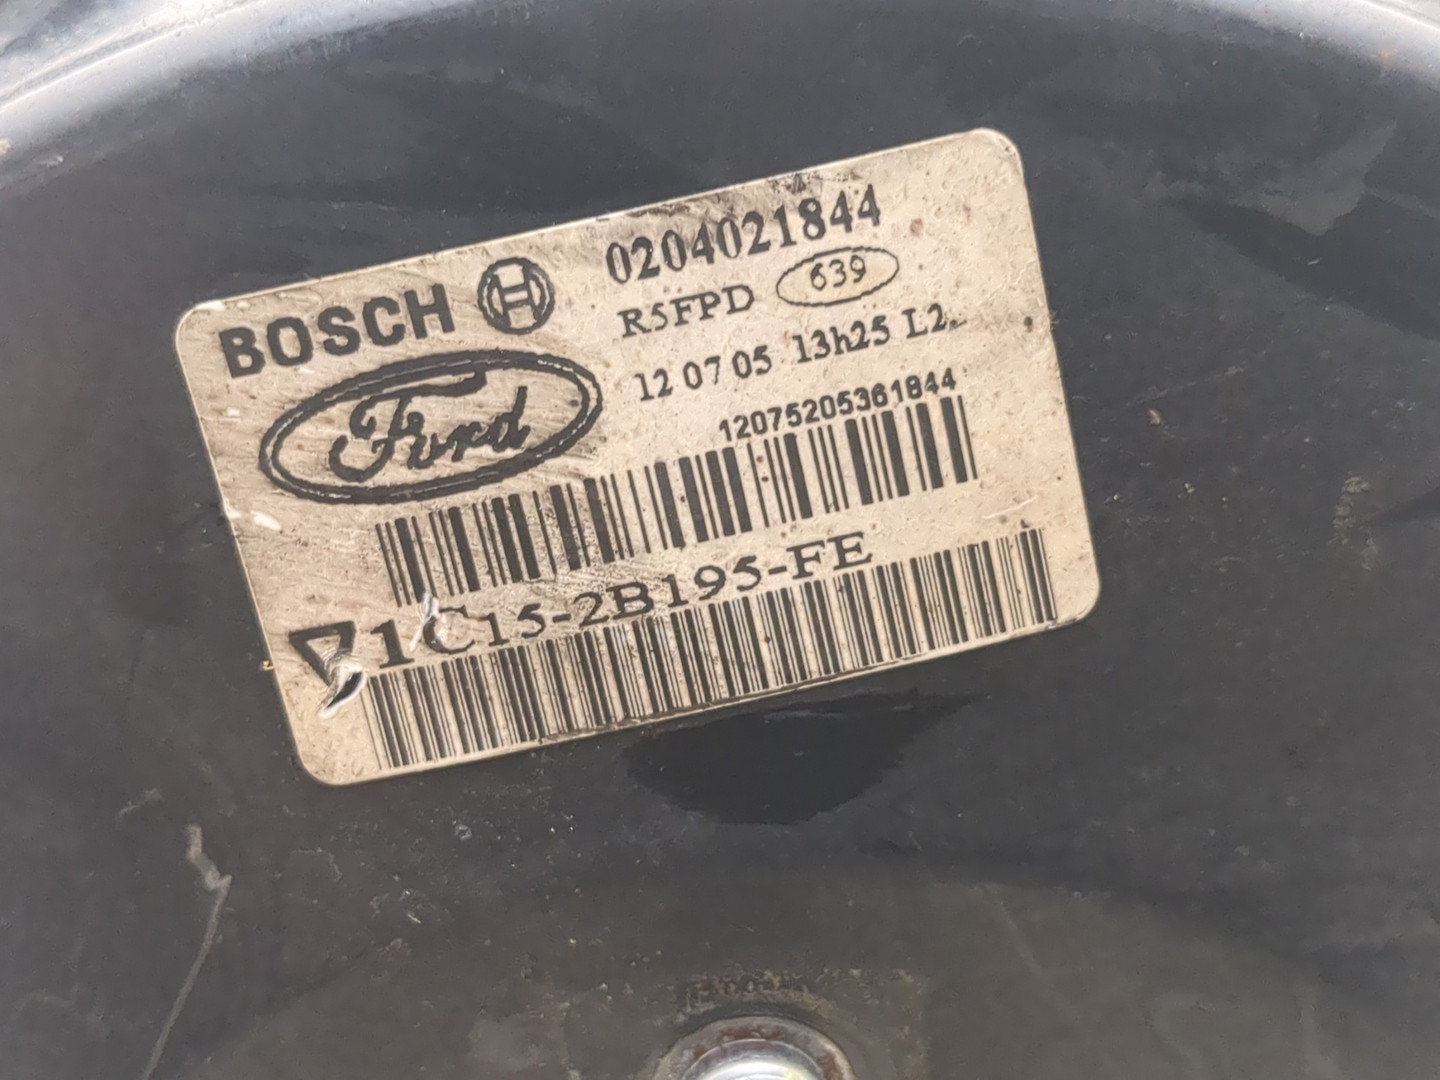 BOSCH
0204021844
R5FPD 639
12 07 05 13h25 L2
Ford
12075205361844
1C15-2B195-FE